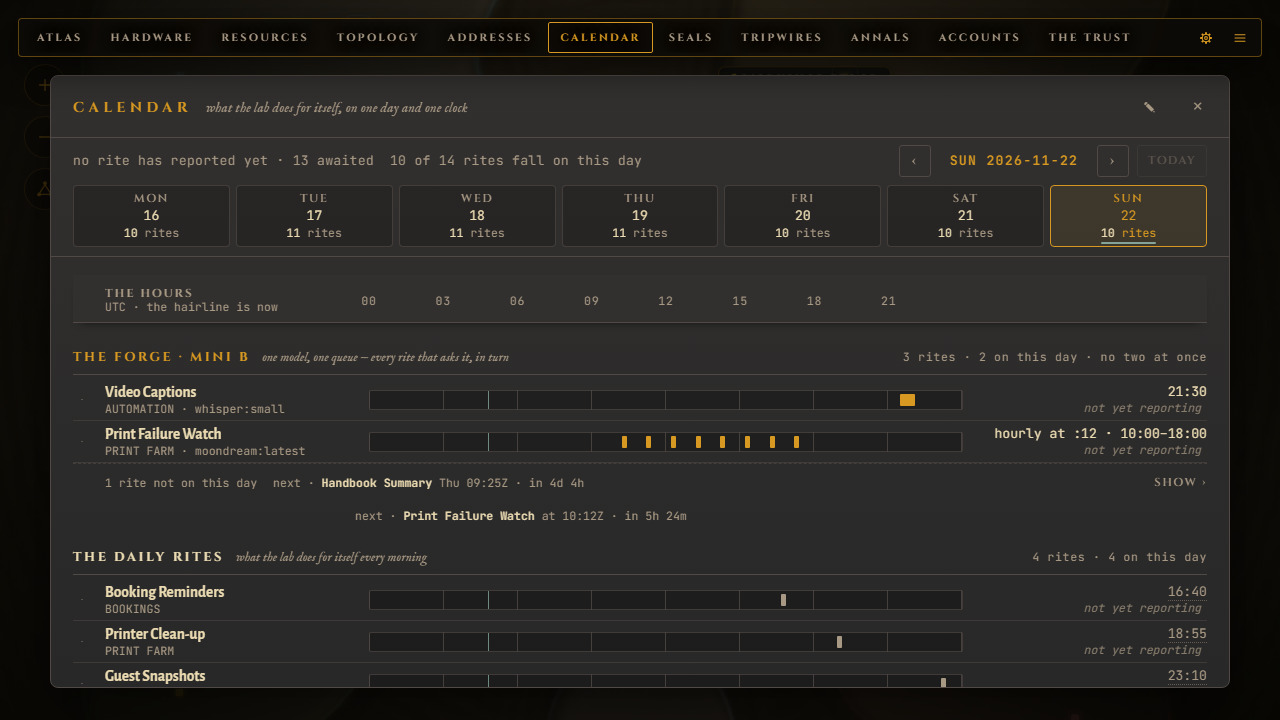 ATLAS HARDWARE RESOURCES TOPOLOGY ADDRESSES CALENDAR SEALS TRIPWIRES ANNALS ACCOUNTS THE TRUST
CALENDAR what the lab does for itself, on one day and one clock
no rite has reported yet · 13 awaited 10 of 14 rites fall on this day ‹ SUN 2026-11-22 › TODAY
MON TUE WED THU FRI SAT SUN
16 17 18 19 20 21 22
10 rites 11 rites 11 rites 11 rites 10 rites 10 rites 10 rites
THE HOURS
UTC · the hairline is now
00 03 06 09 12 15 18 21
THE FORGE · MINI B one model, one queue — every rite that asks it, in turn 3 rites · 2 on this day · no two at once
Video Captions 21:30
AUTOMATION · whisper:small not yet reporting
Print Failure Watch hourly at :12 · 10:00–18:00
PRINT FARM · moondream:latest not yet reporting
1 rite not on this day next · Handbook Summary Thu 09:25Z · in 4d 4h SHOW ›
next · Print Failure Watch at 10:12Z · in 5h 24m
THE DAILY RITES what the lab does for itself every morning 4 rites · 4 on this day
Booking Reminders 16:40
BOOKINGS not yet reporting
Printer Clean-up 18:55
PRINT FARM not yet reporting
Guest Snapshots 23:10